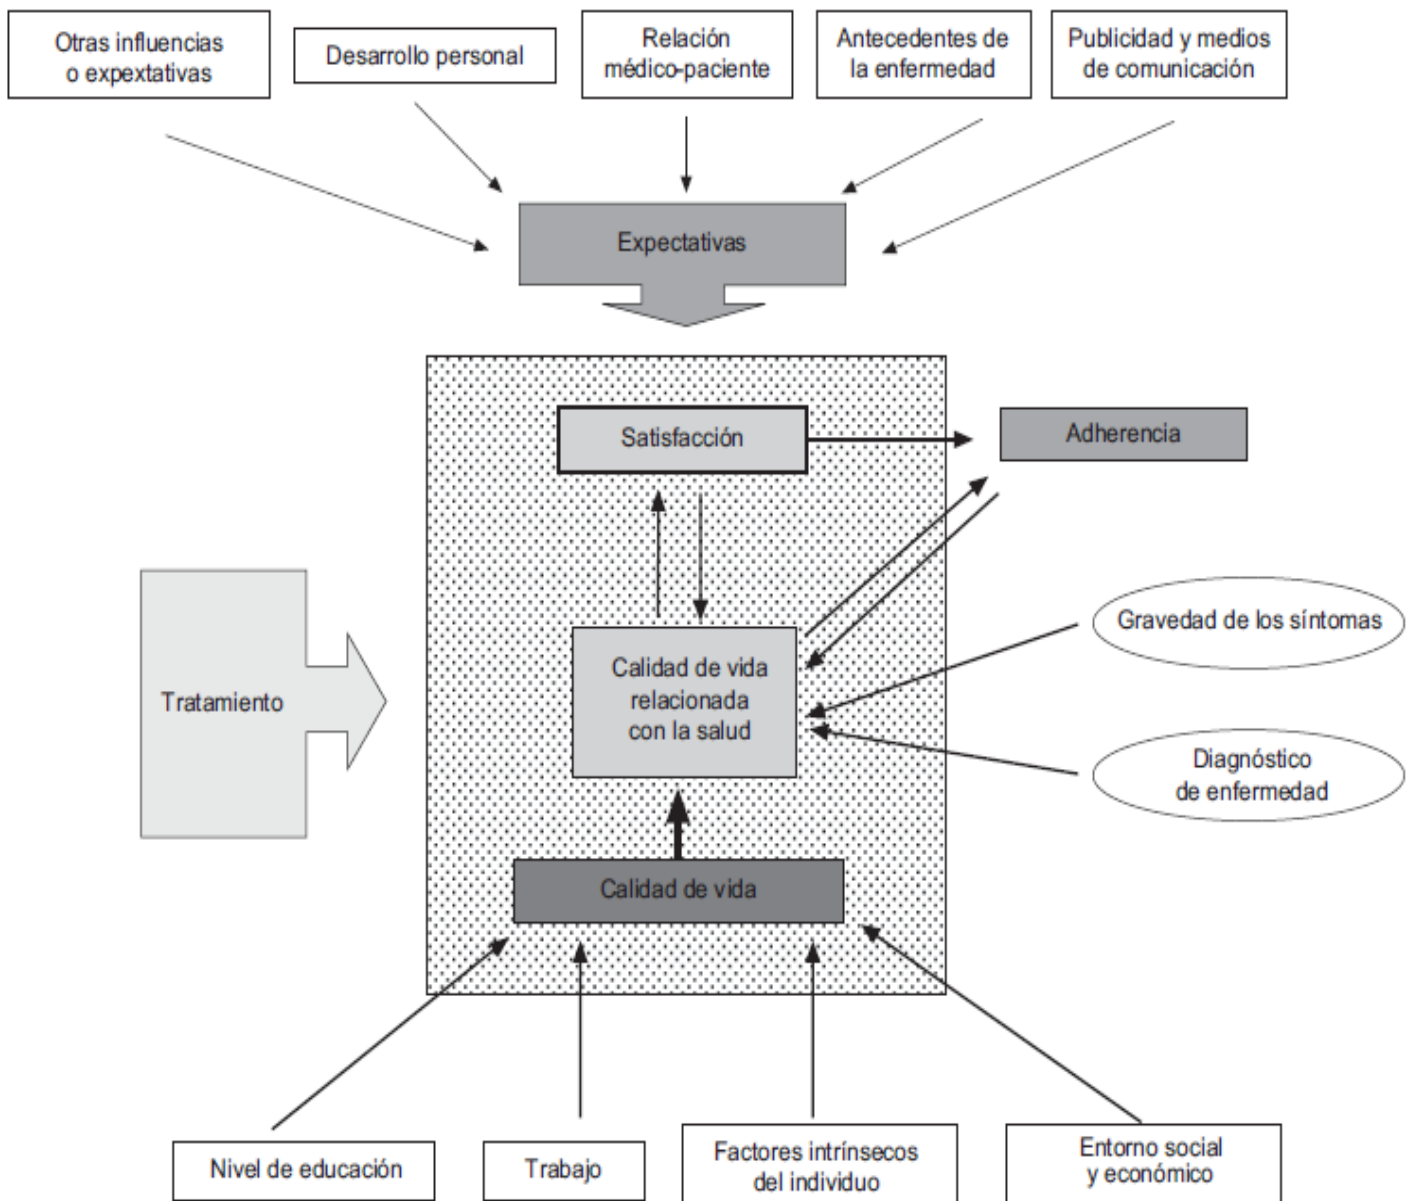 Otras influencias
o expextativas
Desarrollo personal
Relación
médico-paciente
Antecedentes de
la enfermedad
Publicidad y medios
de comunicación
Expectativas
Satisfacción
Adherencia
Gravedad de los síntomas
Calidad de vida
relacionada
con la salud
Tratamiento
Diagnóstico
de enfermedad
Calidad de vida
Nivel de educación
Trabajo
Factores intrínsecos
del individuo
Entorno social
y económico